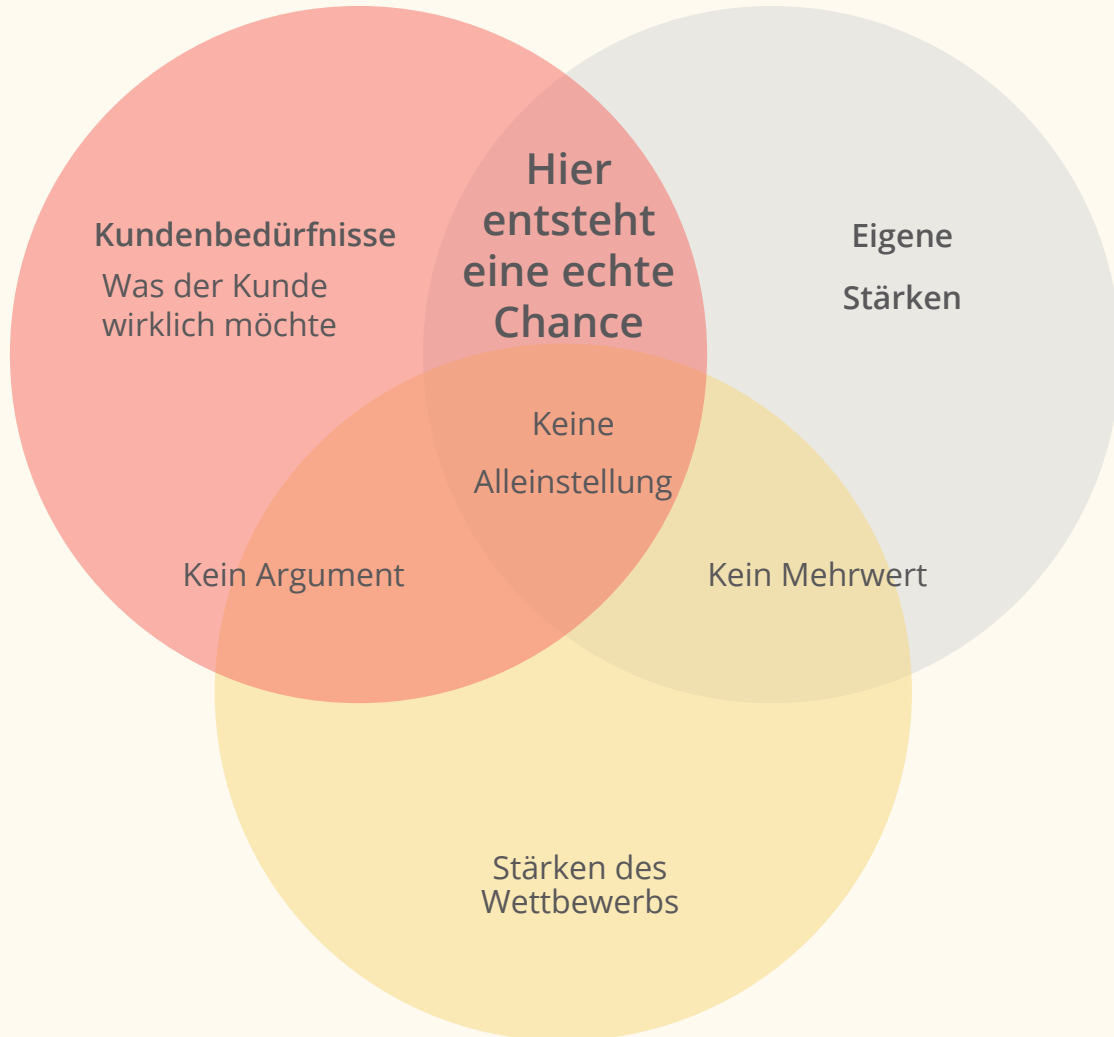 Hier
entsteht
eine echte
Chance
Kundenbedürfnisse
Was der Kunde
wirklich möchte
Eigene
Stärken
Keine
Alleinstellung
Kein Argument
Kein Mehrwert
Stärken des
Wettbewerbs